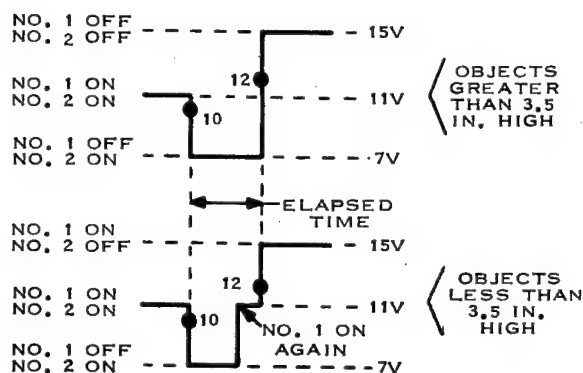 NO. 1 OFF
NO. 2 OFF
15V
NO. 1 ON
NO. 2 ON
10
12
11V
NO. 1 OFF
NO. 2 ON
7V
OBJECTS
GREATER
THAN 3.5
IN. HIGH
ELAPSED
TIME
NO. 1 ON
NO. 2 OFF
15V
NO. 1 ON
NO. 2 ON
10
12
11V
NO. 1 ON
AGAIN
NO. 1 OFF
NO. 2 ON
7V
OBJECTS
LESS THAN
3.5 IN.
HIGH